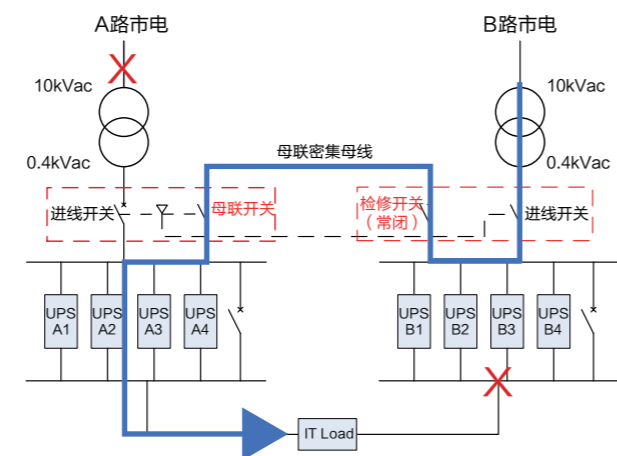 A路市电
B路市电
10kVac
10kVac
0.4kVac
0.4kVac
母联密集母线
进线开关
母联开关
检修开关
（常闭）
进线开关
UPS
A1
UPS
A2
UPS
A3
UPS
A4
UPS
B1
UPS
B2
UPS
B3
UPS
B4
IT Load